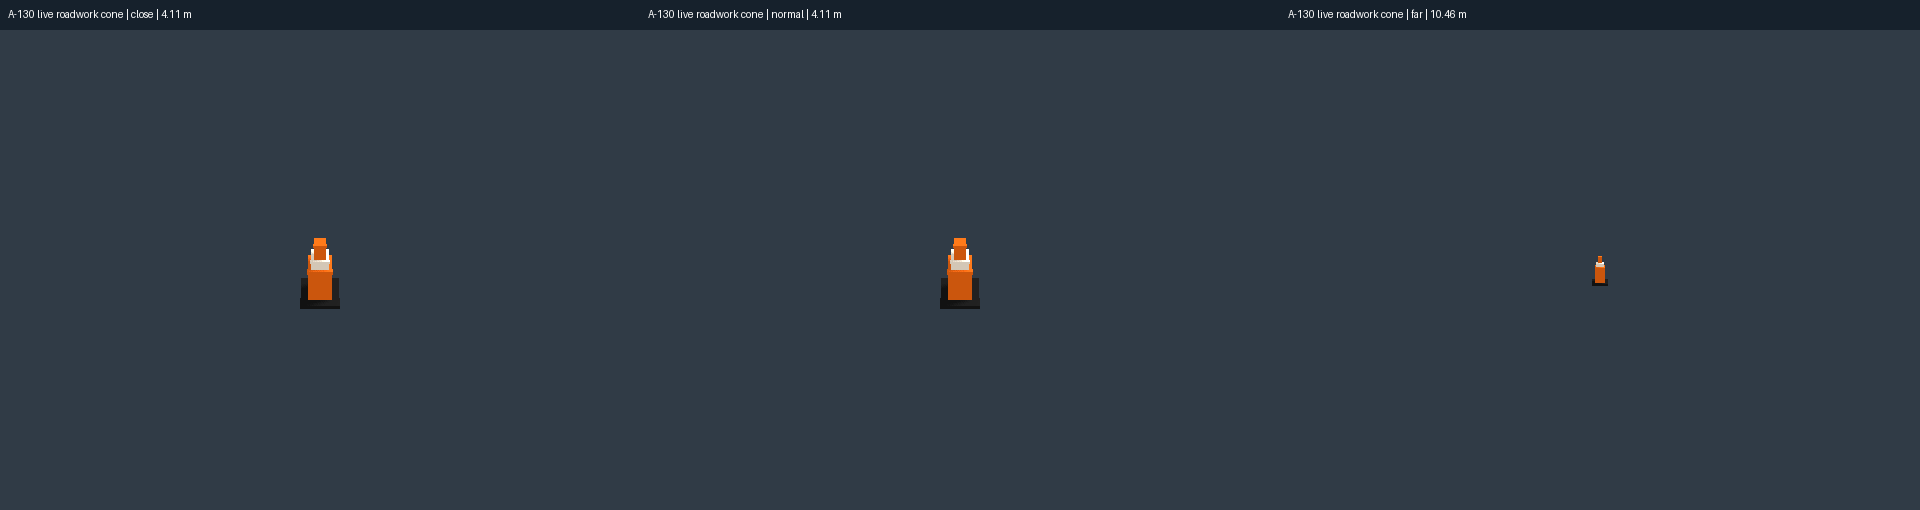 A-130 live roadwork cone | close | 4.11 m
A-130 live roadwork cone | normal | 4.11 m
A-130 live roadwork cone | far | 10.46 m